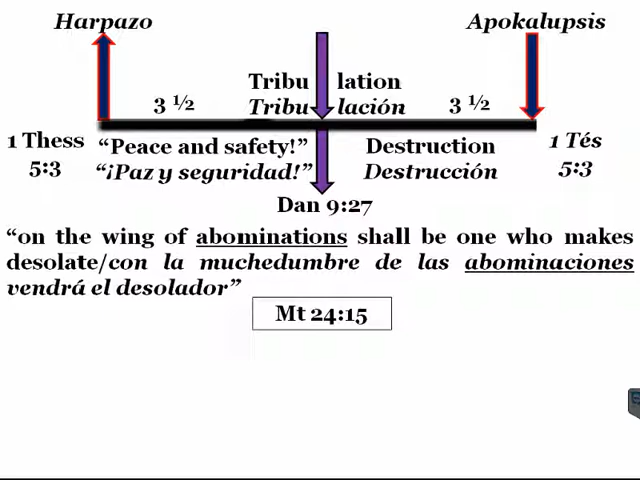 Harpazo Apokalupsis
Tribu lation
3 ½ Tribu lación 3 ½
1 Thess “Peace and safety!” Destruction 1 Tés
5:3 “¡Paz y seguridad!” Destrucción 5:3
Dan 9:27
“on the wing of abominations shall be one who makes
desolate/con la muchedumbre de las abominaciones
vendrá el desolador”
Mt 24:15